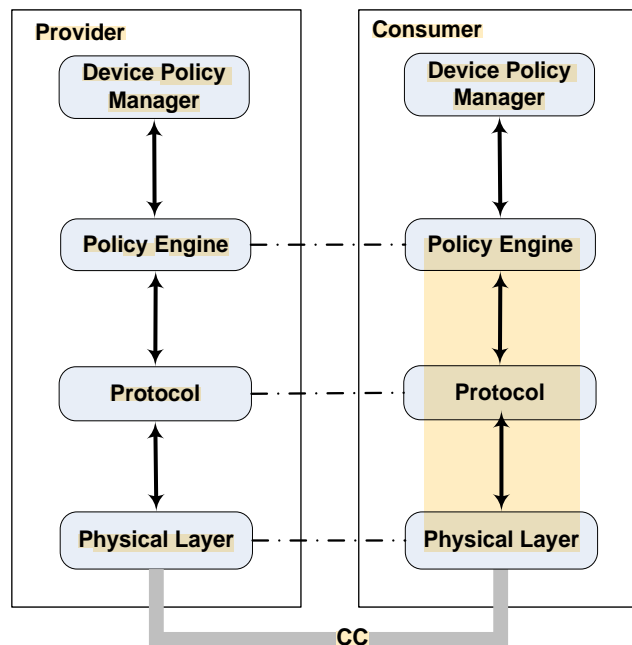 Provider
Device Policy
Manager
Policy Engine
Protocol
Physical Layer
Consumer
Device Policy
Manager
Policy Engine
Protocol
Physical Layer
CC